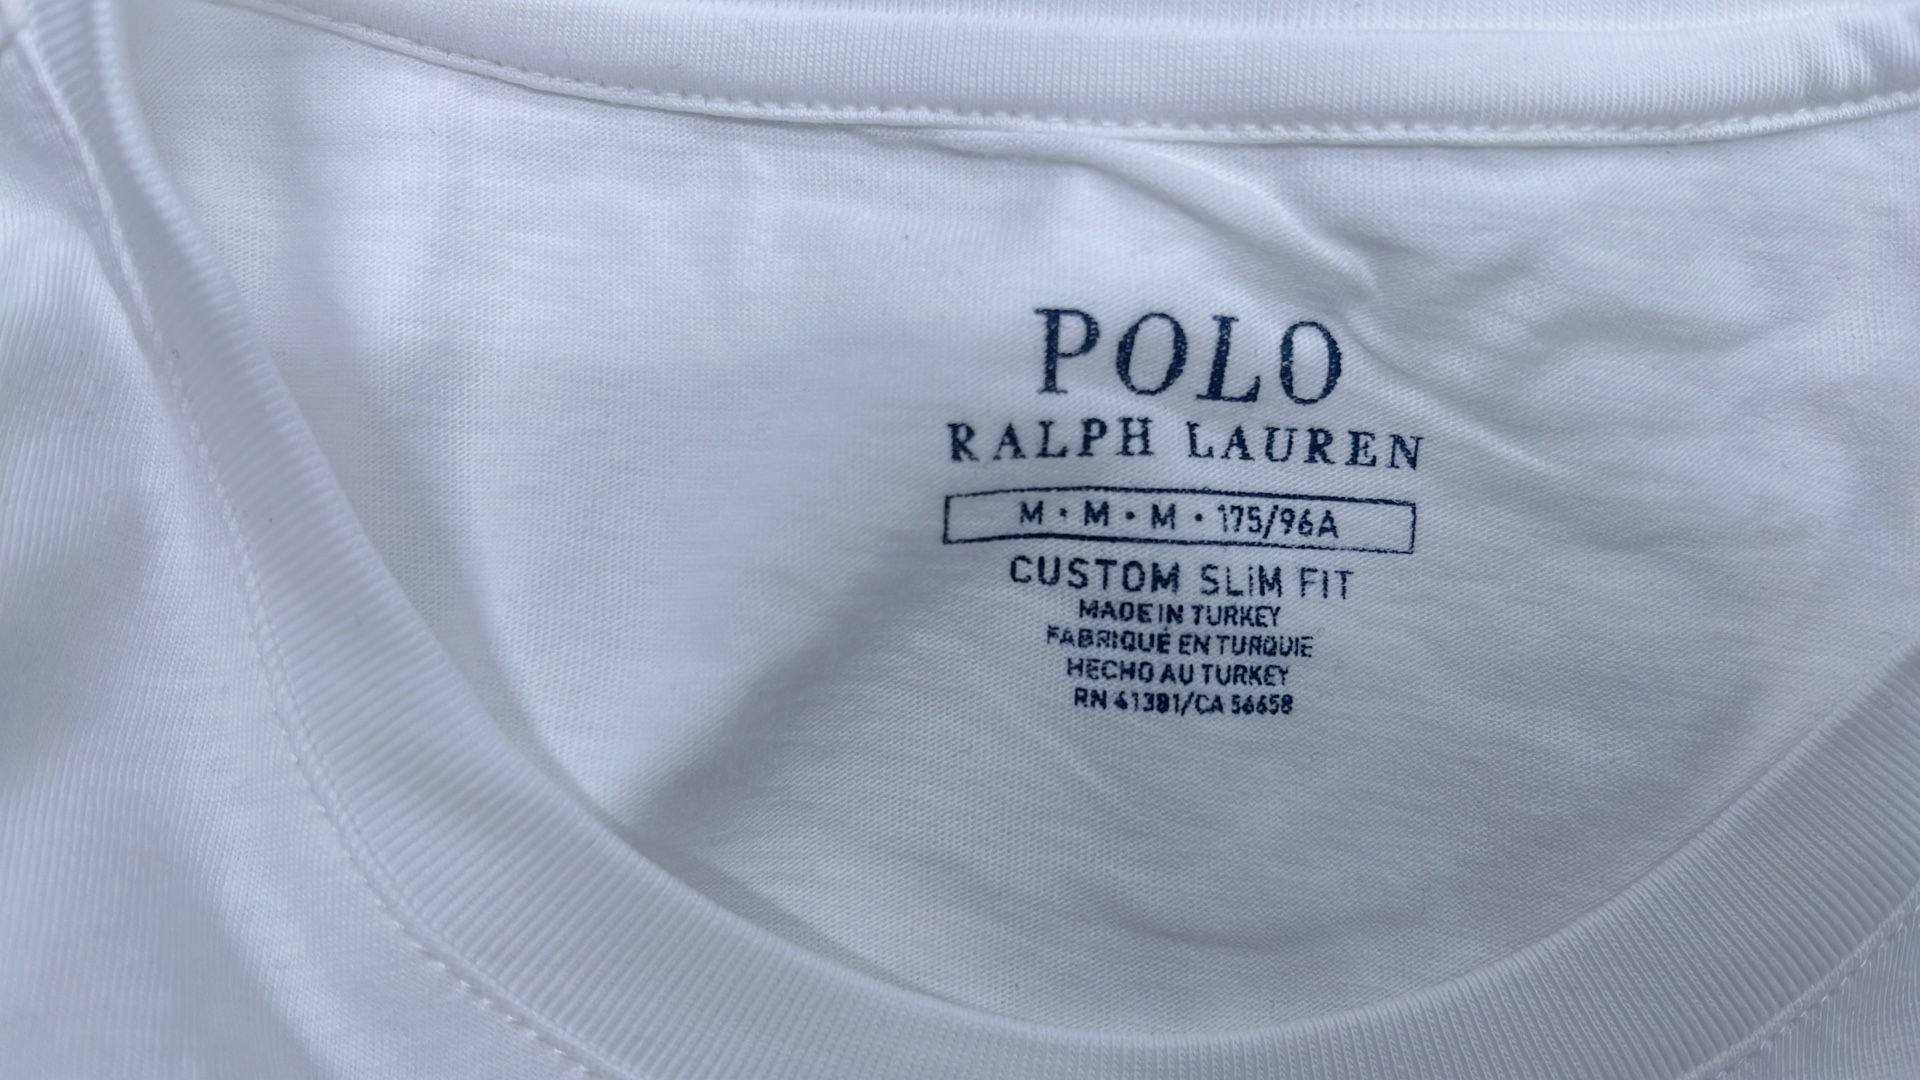 POLO
RALPH LAUREN
M • M • M • 175/96A
CUSTOM SLIM FIT
MADE IN TURKEY
FABRIQUÉ EN TURQUIE
HECHO AU TURKEY
RN 41381/CA 56658